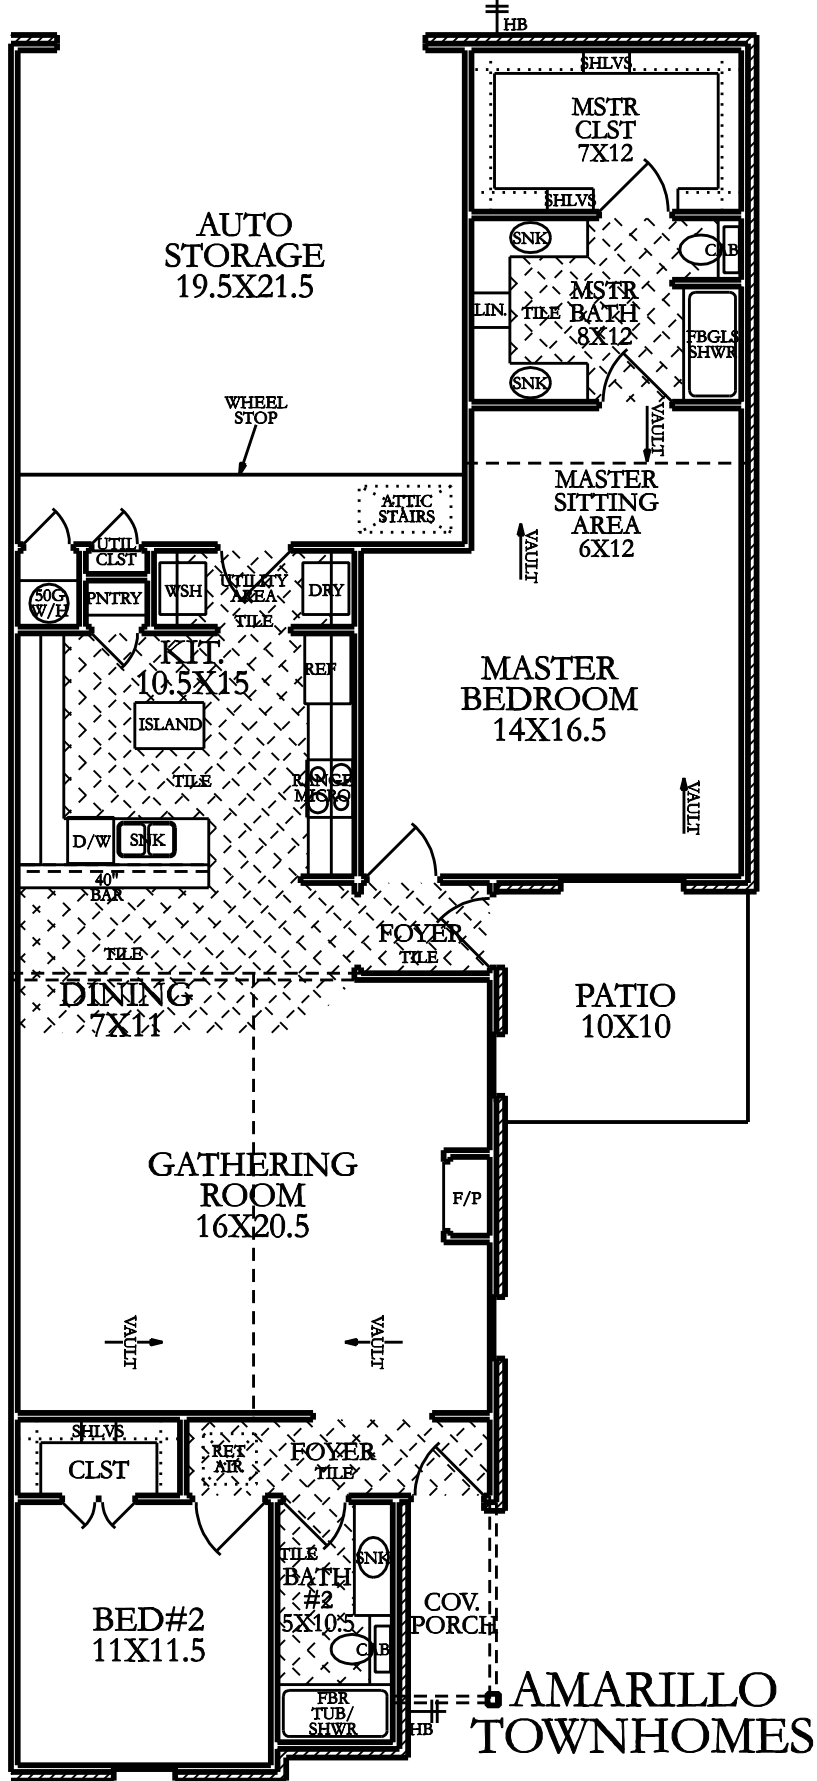 HB
SHLVS
MSTR
CLST
7X12
SHLVS
AUTO
STORAGE
19.5X21.5
SNK
CAB
LIN.
TILE
MSTR
BATH
8X12
FBGLS
SHWR
SNK
WHEEL
STOP
VAULT
ATTIC
STAIRS
MASTER
SITTING
AREA
6X12
VAULT
UTIL
CLST
50G
W/H
PNTRY
WSH
UTILITY
AREA
TILE
DRY
KIT.
10.5X15
REF
ISLAND
TILE
RANGE
MICRO
MASTER
BEDROOM
14X16.5
VAULT
D/W
SNK
40"
BAR
TILE
FOYER
TILE
DINING
7X11
PATIO
10X10
GATHERING
ROOM
16X20.5
F/P
VAULT
VAULT
SHLVS
CLST
RET
AIR
FOYER
TILE
TILE
BATH
#2
5X10.5
SNK
CAB
BED#2
11X11.5
COV.
PORCH
FBR
TUB/
SHWR
HB
AMARILLO
TOWNHOMES